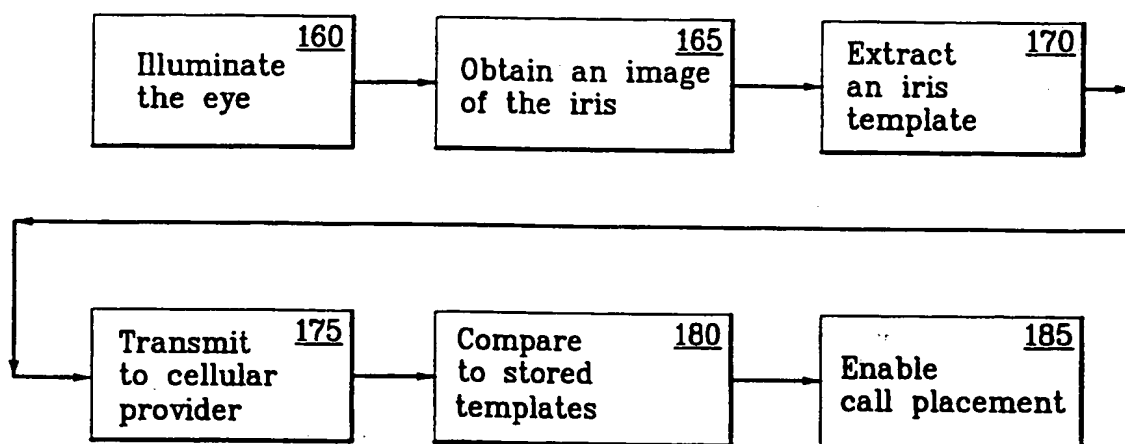 160
Illuminate
the eye
165
Obtain an image
of the iris
170
Extract
an iris
template
175
Transmit
to cellular
provider
180
Compare
to stored
templates
185
Enable
call placement